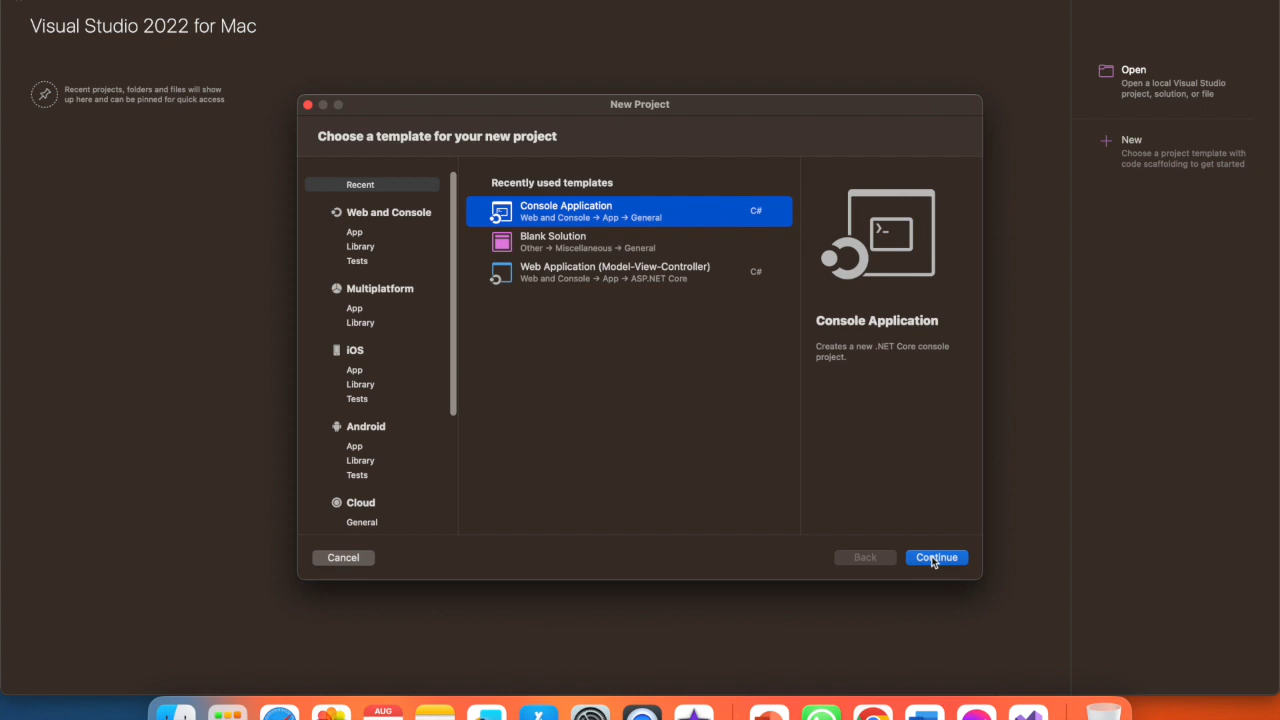 Visual Studio 2022 for Mac
Recent projects, folders and files will show
up here and can be pinned for quick access
Open
Open a local Visual Studio
project, solution, or file
New
Choose a project template with
code scaffolding to get started
New Project
Choose a template for your new project
Recent
Web and Console
App
Library
Tests
Multiplatform
App
Library
iOS
App
Library
Tests
Android
App
Library
Tests
Cloud
General
Recently used templates
Console Application
Web and Console → App → General
C#
Blank Solution
Other → Miscellaneous → General
Web Application (Model-View-Controller)
Web and Console → App → ASP.NET Core
C#
Console Application
Creates a new .NET Core console
project.
Cancel
Back
Continue
AUG